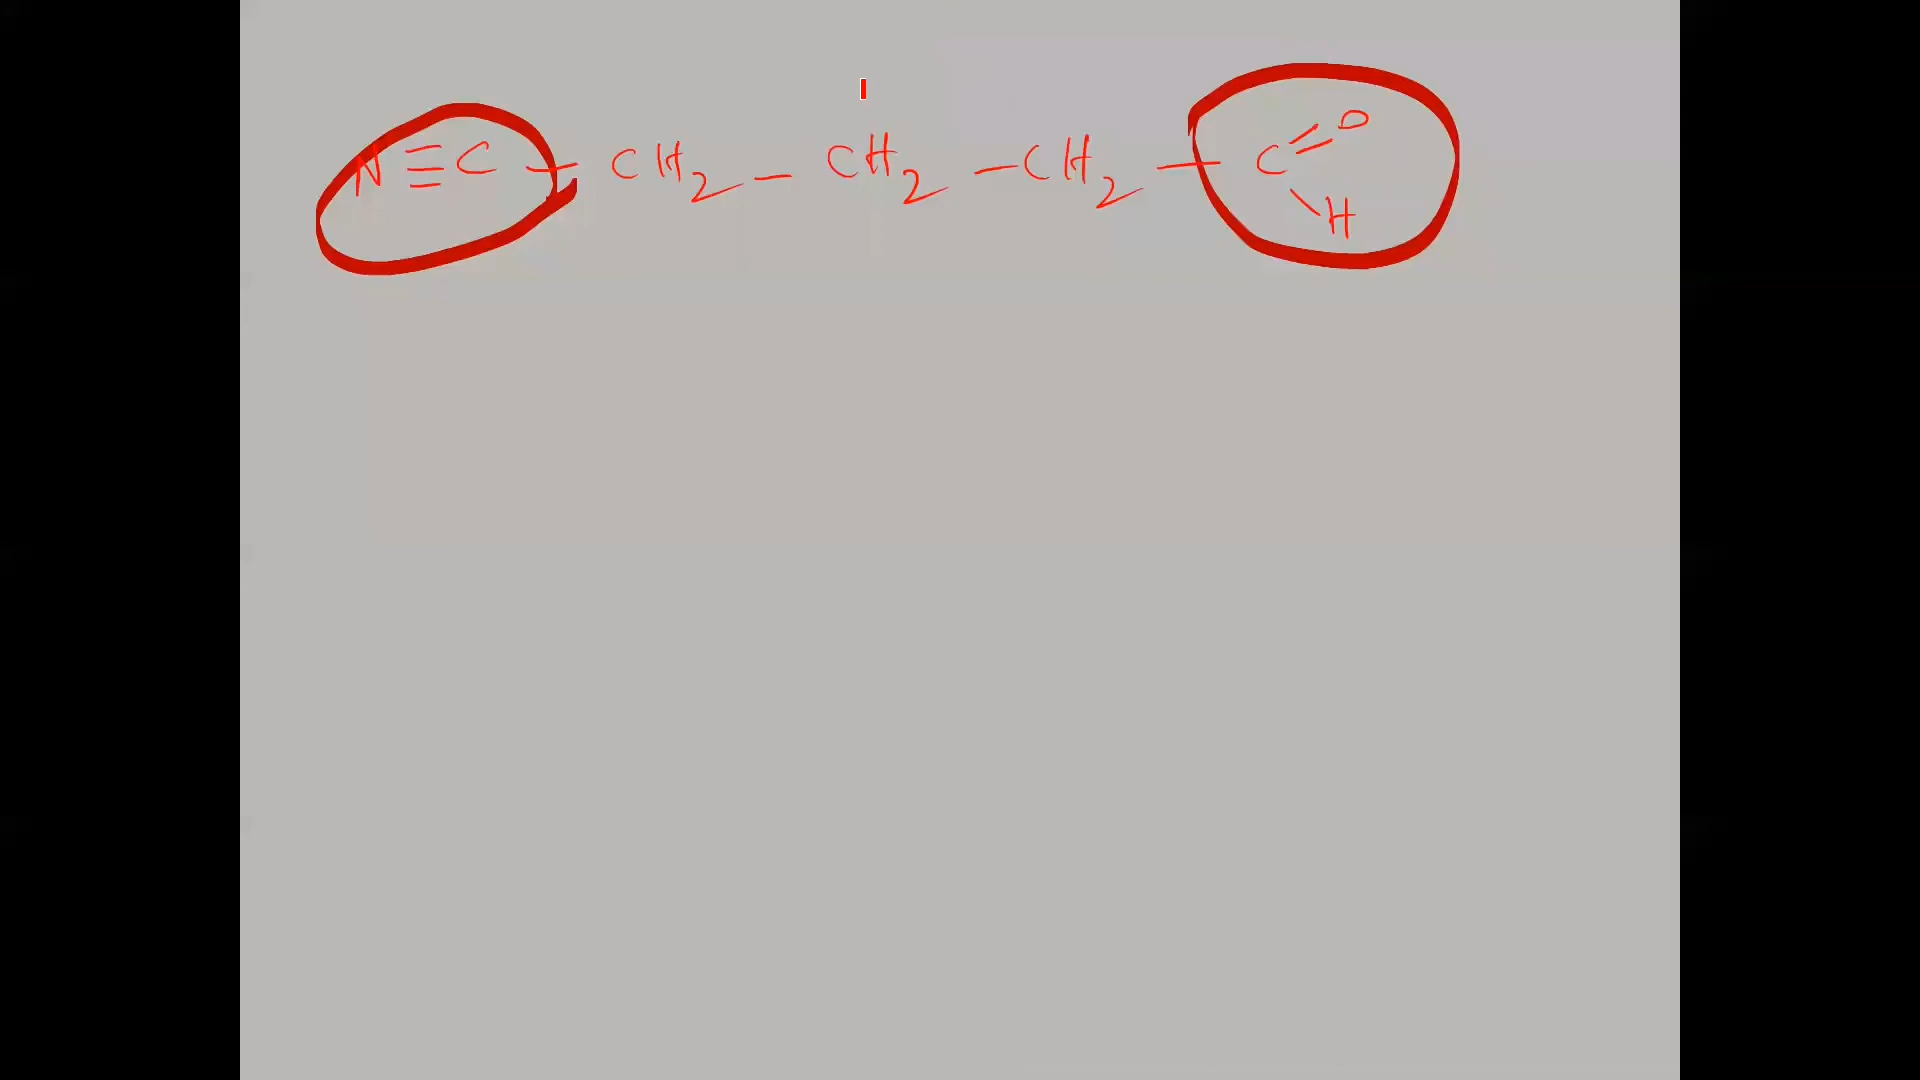 N≡C - CH2 - CH2 - CH2 - C=O
H